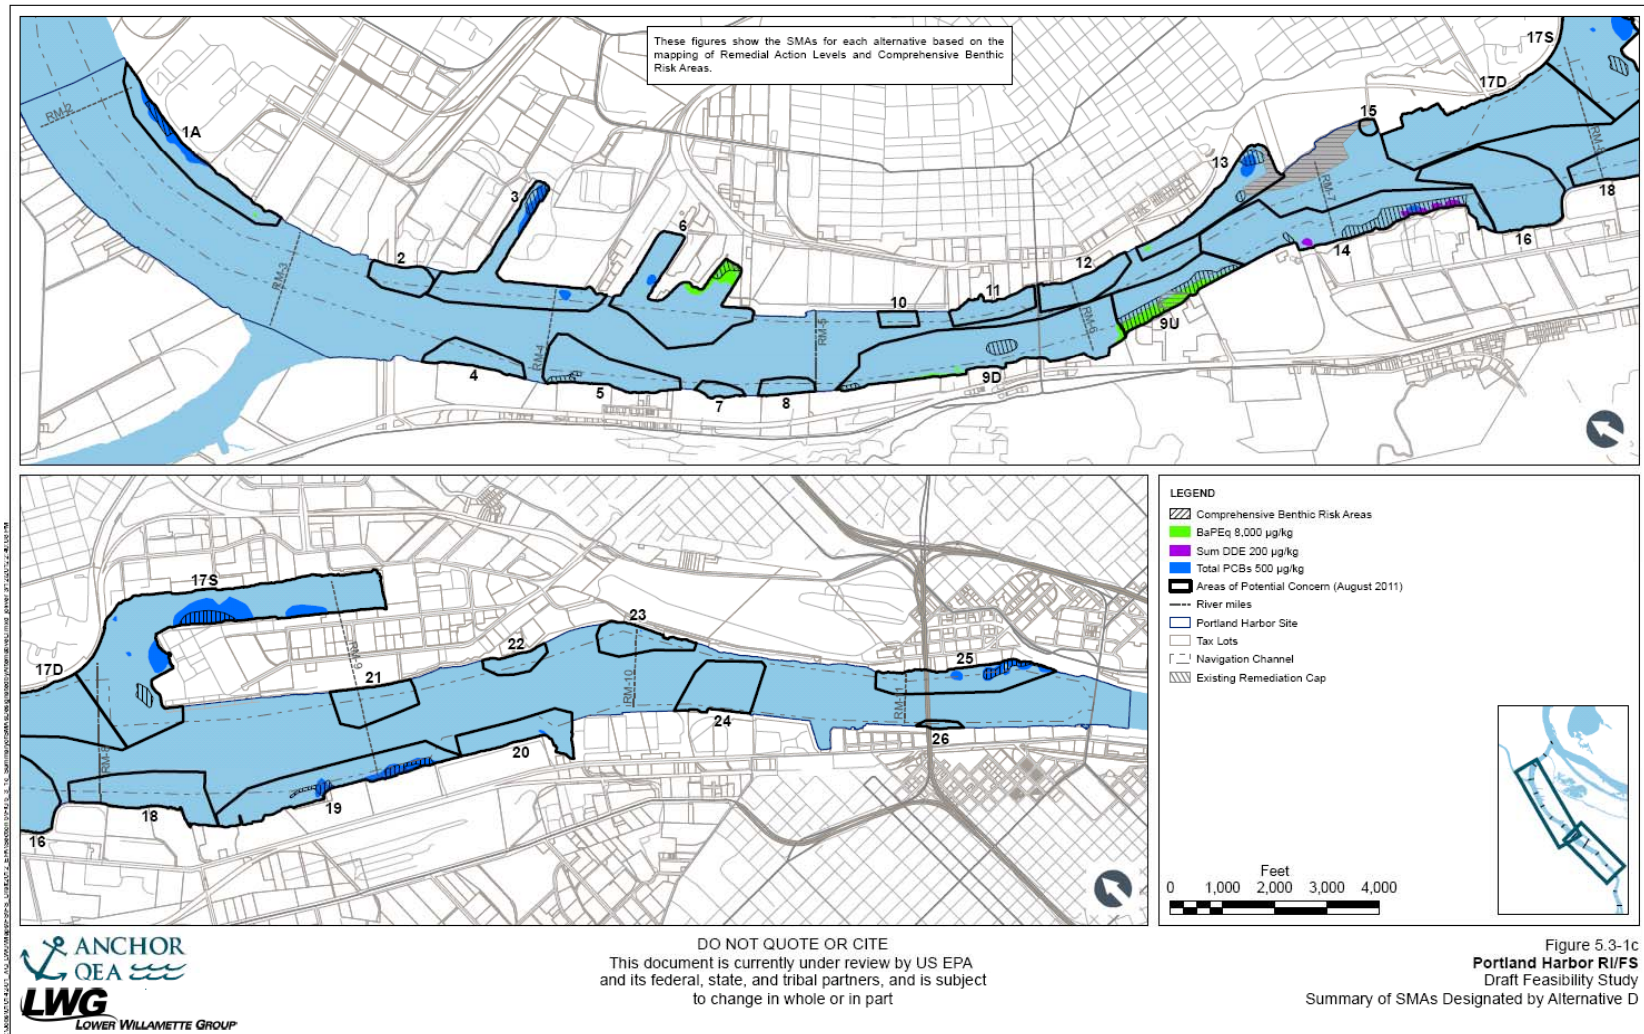 These figures show the SMAs for each alternative based on the
mapping of Remedial Action Levels and Comprehensive Benthic
Risk Areas.
17S
17D
RM-2
1A
15
13
3
RM-7
18
6
2
RM-3
12
14
16
11
10
RM-5
RM-6
9U
RM-4
4
5
7
8
9D
17S
23
22
25
17D
RM-9
21
RM-10
RM-11
24
26
20
RM-8
19
18
16
LEGEND
Comprehensive Benthic Risk Areas
BaPEq 8,000 µg/kg
Sum DDE 200 µg/kg
Total PCBs 500 µg/kg
Areas of Potential Concern (August 2011)
River miles
Portland Harbor Site
Tax Lots
Navigation Channel
Existing Remediation Cap
Feet
0 1,000 2,000 3,000 4,000
ANCHOR
QEA
LWG
LOWER WILLAMETTE GROUP
DO NOT QUOTE OR CITE
This document is currently under review by US EPA
and its federal, state, and tribal partners, and is subject
to change in whole or in part
Figure 5.3-1c
Portland Harbor RI/FS
Draft Feasibility Study
Summary of SMAs Designated by Alternative D